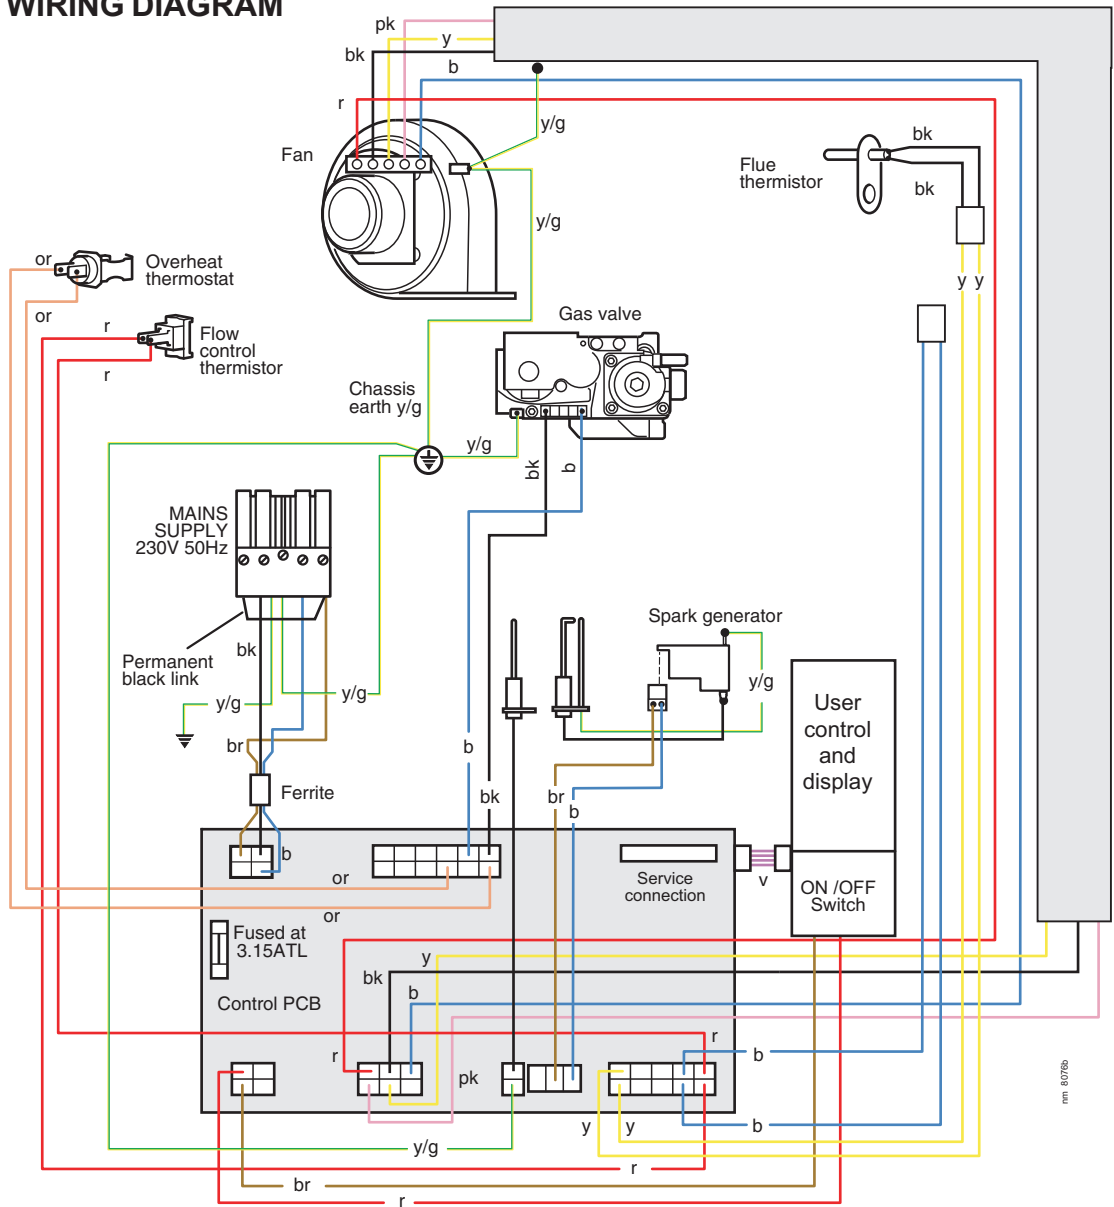 WIRING DIAGRAM
pk
y
bk
b
r
y/g
Fan
bk
Flue
thermistor
bk
y/g
or
Overheat
thermostat
y y
or
r
Flow
control
thermistor
r
Gas valve
Chassis
earth y/g
y/g
bk
b
MAINS
SUPPLY
230V 50Hz
Spark generator
bk
Permanent
black link
y/g
y/g
y/g
User
control
and
display
br
b
Ferrite
bk
br
b
b
Service
connection
v
ON /OFF
Switch
or
or
Fused at
3.15ATL
y
bk
b
Control PCB
r
r
b
pk
nm 8076b
y
y
b
y/g
r
br
r